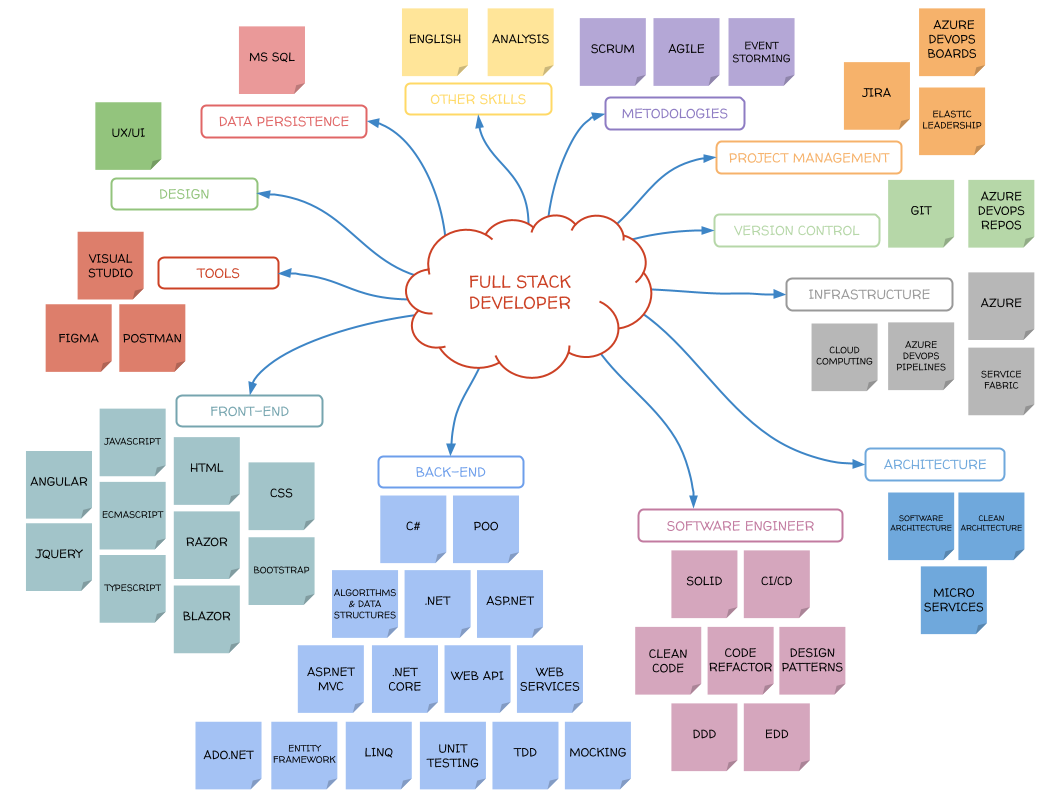 FULL STACK
DEVELOPER
OTHER SKILLS
ENGLISH
ANALYSIS
METODOLOGIES
SCRUM
AGILE
EVENT
STORMING
PROJECT MANAGEMENT
JIRA
AZURE
DEVOPS
BOARDS
ELASTIC
LEADERSHIP
VERSION CONTROL
GIT
AZURE
DEVOPS
REPOS
INFRASTRUCTURE
AZURE
CLOUD
COMPUTING
AZURE
DEVOPS
PIPELINES
SERVICE
FABRIC
ARCHITECTURE
SOFTWARE
ARCHITECTURE
CLEAN
ARCHITECTURE
MICRO
SERVICES
SOFTWARE ENGINEER
SOLID
CI/CD
CLEAN
CODE
CODE
REFACTOR
DESIGN
PATTERNS
DDD
EDD
BACK-END
C#
POO
ALGORITHMS
& DATA
STRUCTURES
.NET
ASP.NET
ASP.NET
MVC
.NET
CORE
WEB API
WEB
SERVICES
ADO.NET
ENTITY
FRAMEWORK
LINQ
UNIT
TESTING
TDD
MOCKING
FRONT-END
JAVASCRIPT
HTML
ANGULAR
CSS
ECMASCRIPT
RAZOR
JQUERY
BOOTSTRAP
TYPESCRIPT
BLAZOR
TOOLS
VISUAL
STUDIO
FIGMA
POSTMAN
DESIGN
UX/UI
DATA PERSISTENCE
MS SQL